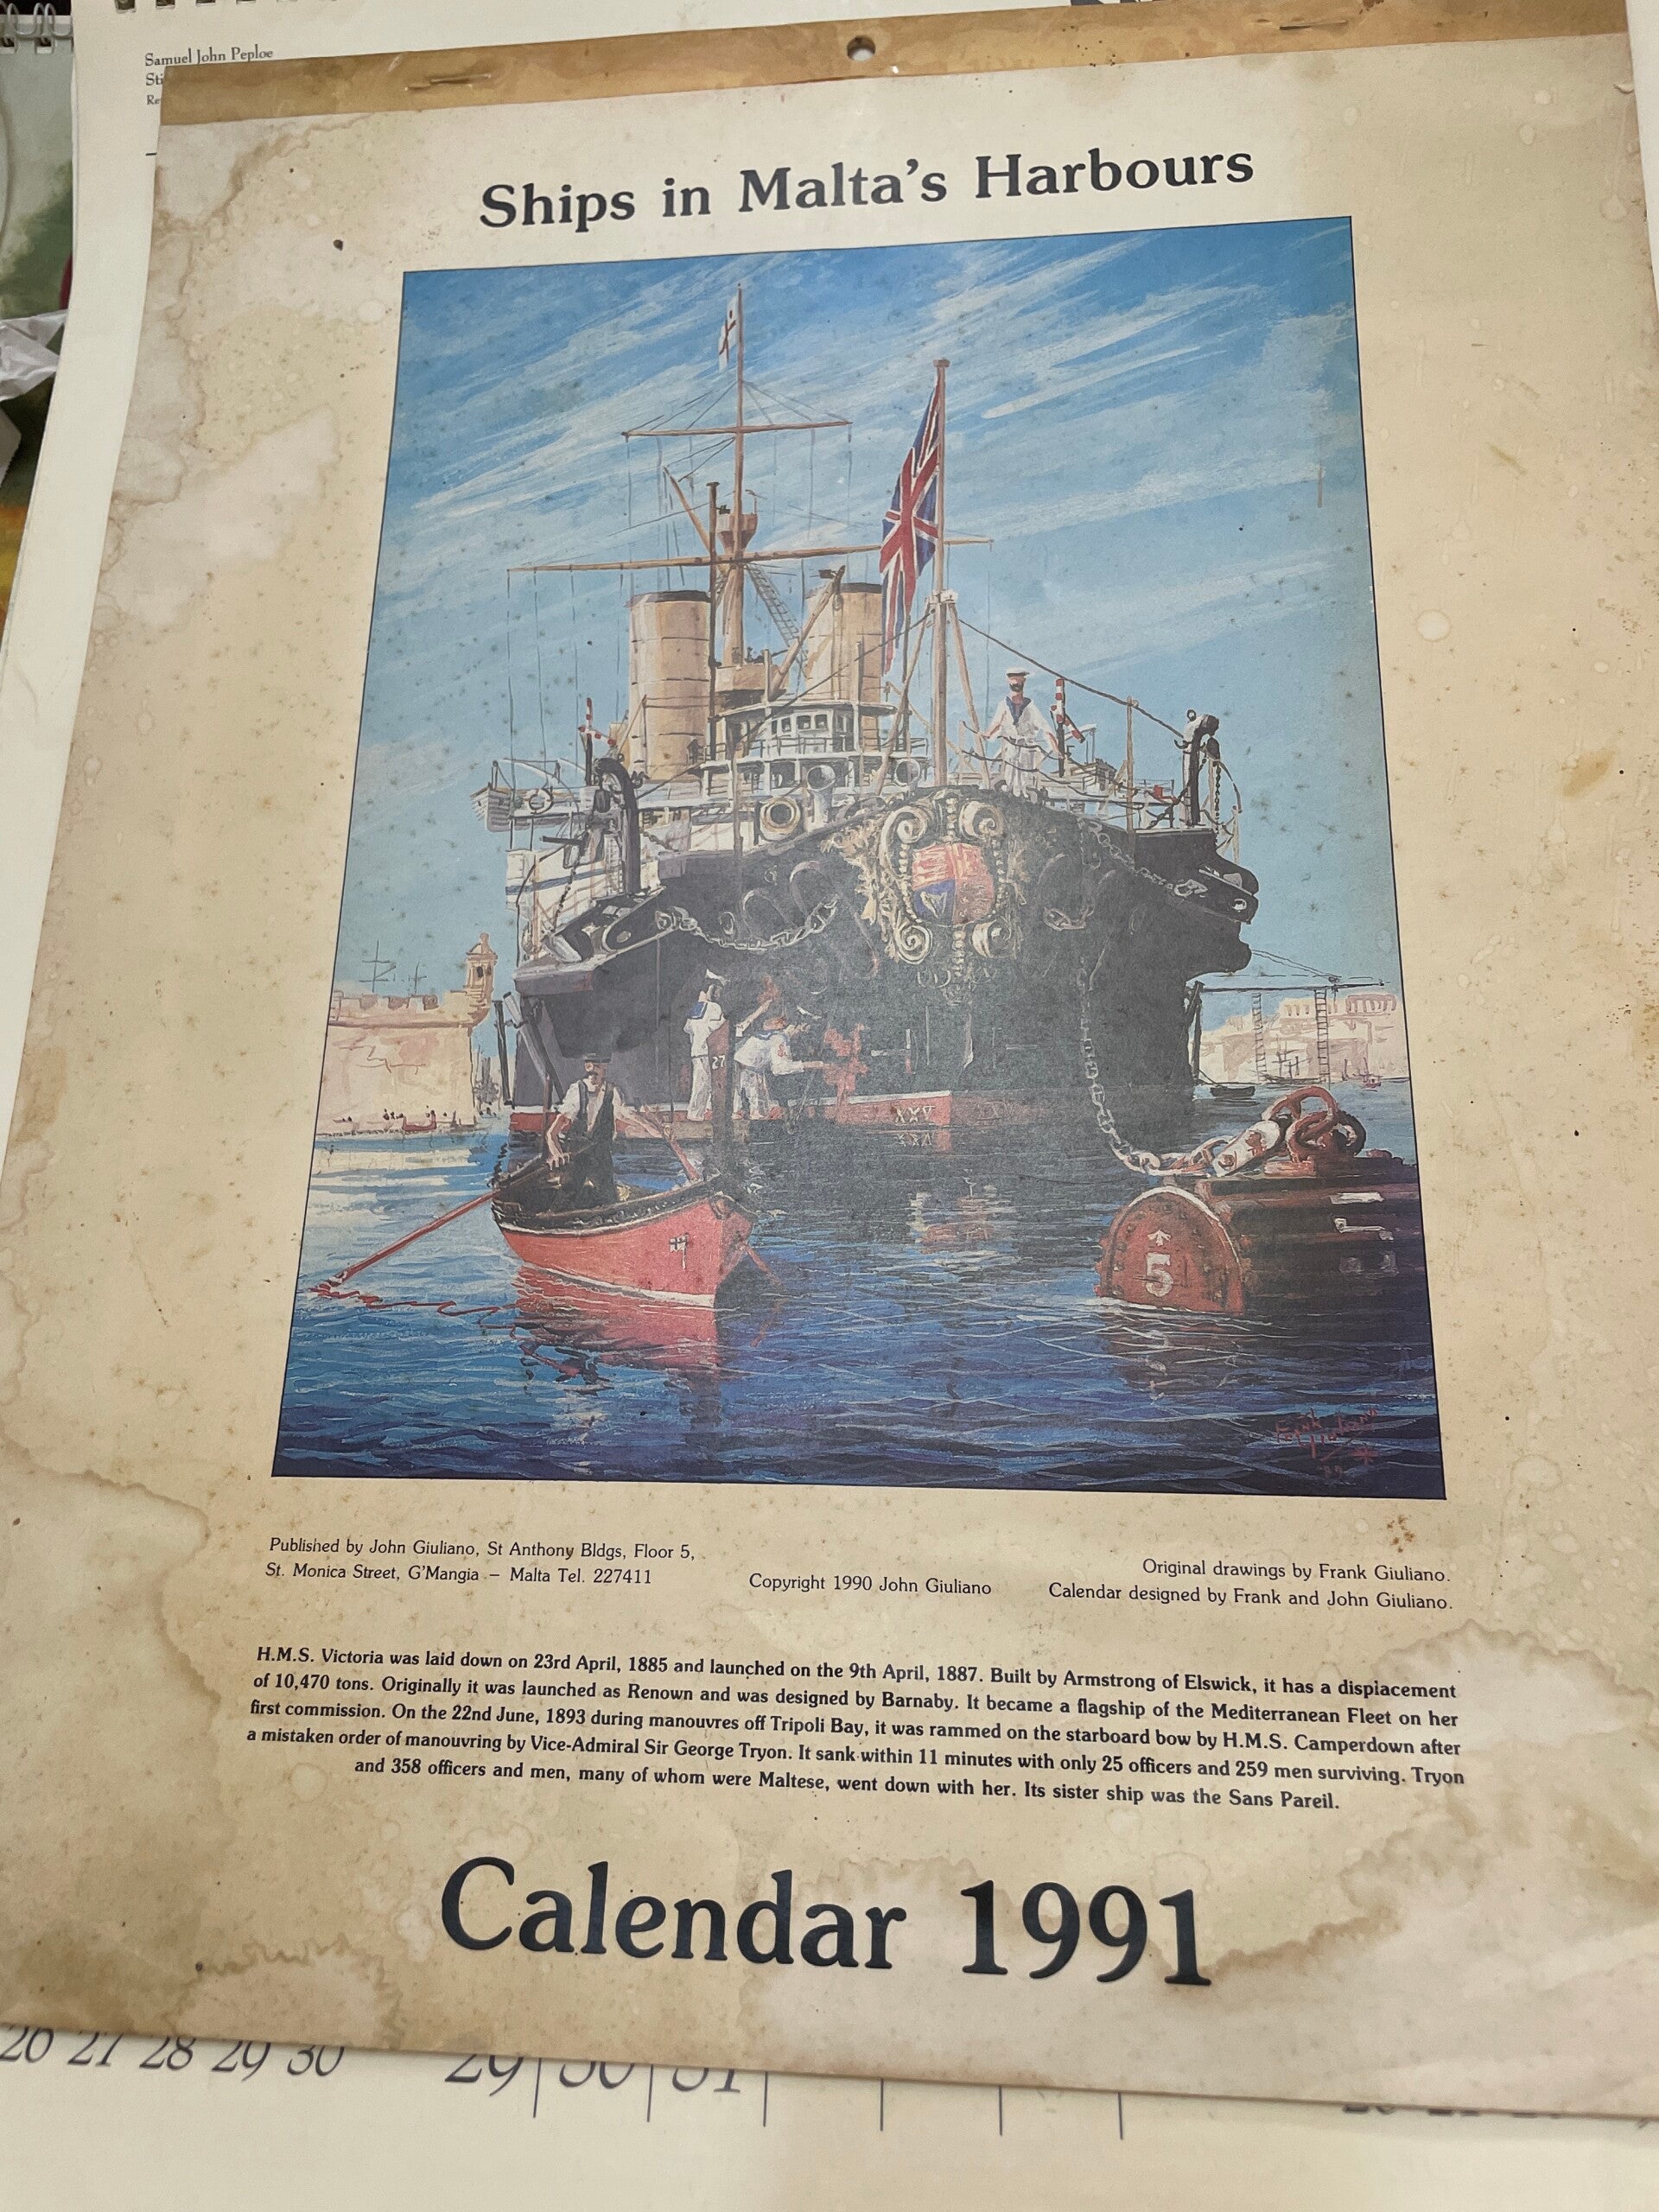 Samuel John Peploe
Ships in Malta's Harbours
27
XXV
5
Frank Giuliano
Published by John Giuliano, St Anthony Bldgs, Floor 5,
St. Monica Street, G'Mangia – Malta Tel. 227411
Copyright 1990 John Giuliano
Original drawings by Frank Giuliano.
Calendar designed by Frank and John Giuliano.
H.M.S. Victoria was laid down on 23rd April, 1885 and launched on the 9th April, 1887. Built by Armstrong of Elswick, it has a displacement
of 10,470 tons. Originally it was launched as Renown and was designed by Barnaby. It became a flagship of the Mediterranean Fleet on her
first commission. On the 22nd June, 1893 during manouvres off Tripoli Bay, it was rammed on the starboard bow by H.M.S. Camperdown after
a mistaken order of manouvring by Vice-Admiral Sir George Tryon. It sank within 11 minutes with only 25 officers and 259 men surviving. Tryon
and 358 officers and men, many of whom were Maltese, went down with her. Its sister ship was the Sans Pareil.
Calendar 1991
26 27 28 29 30
29 30 31